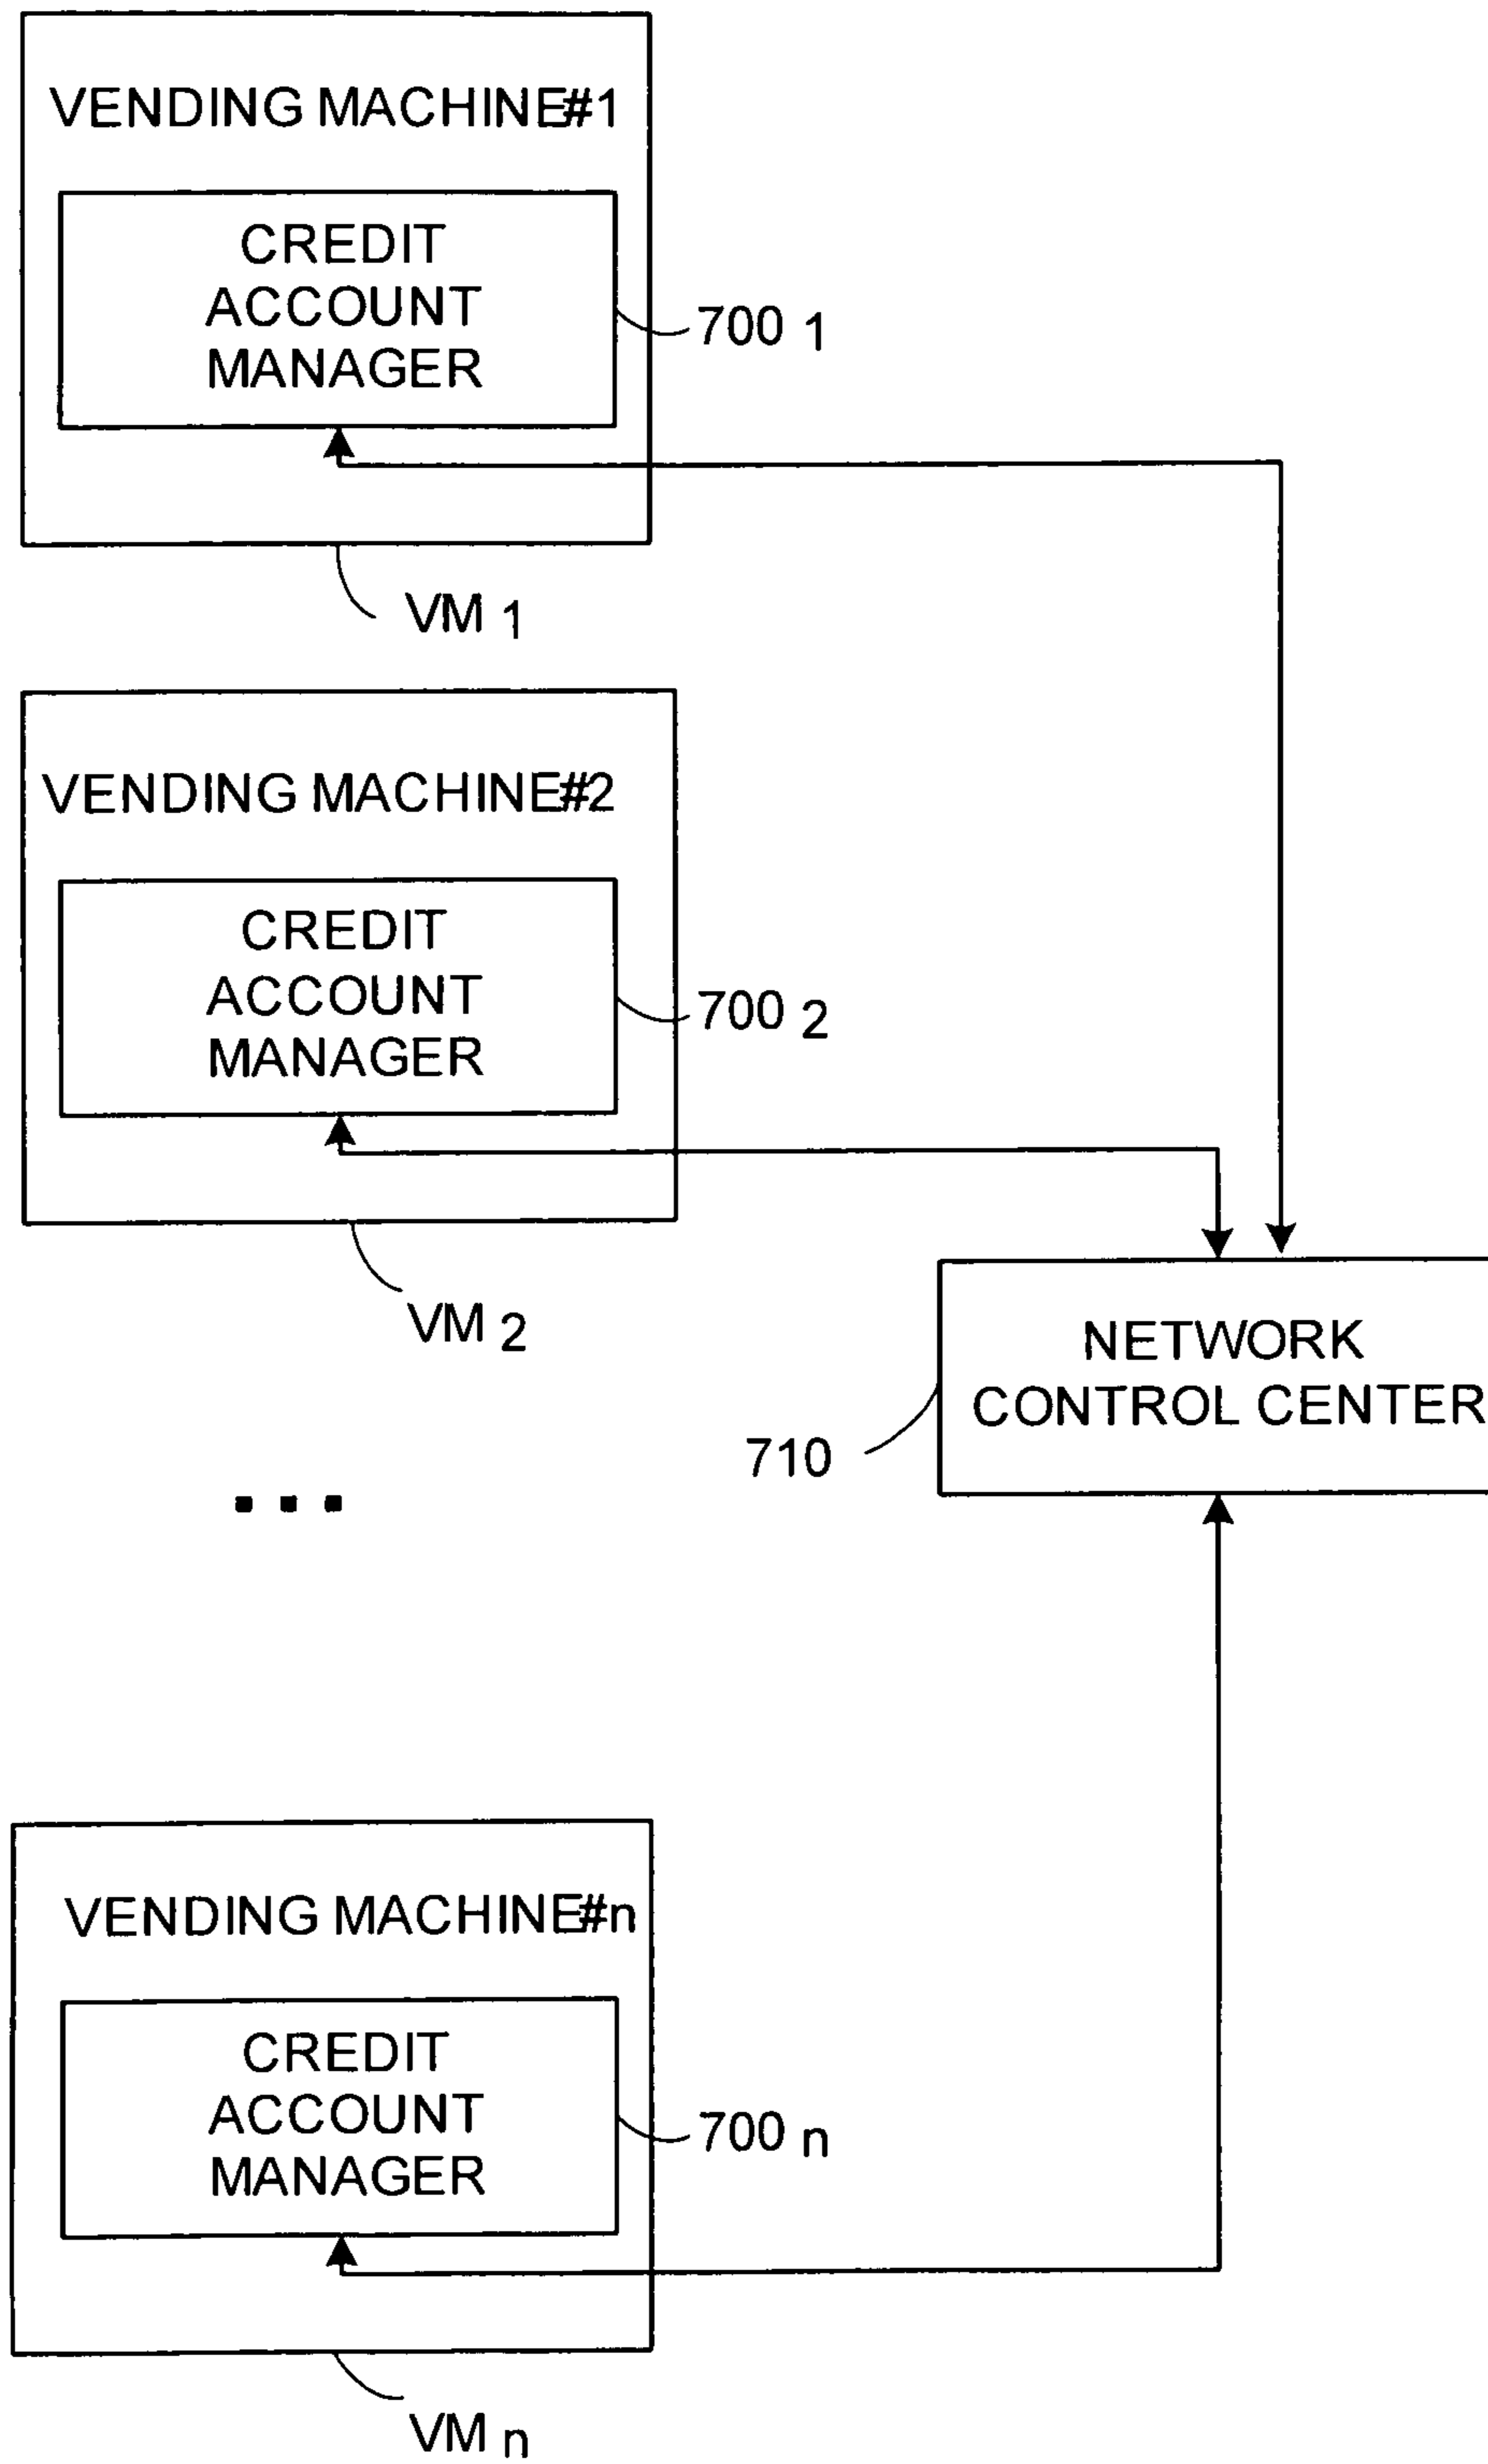 VENDING MACHINE#1
CREDIT
ACCOUNT
MANAGER
700 1
VM 1
VENDING MACHINE#2
CREDIT
ACCOUNT
MANAGER
700 2
VM 2
NETWORK
CONTROL CENTER
710
...
VENDING MACHINE#n
CREDIT
ACCOUNT
MANAGER
700 n
VM n